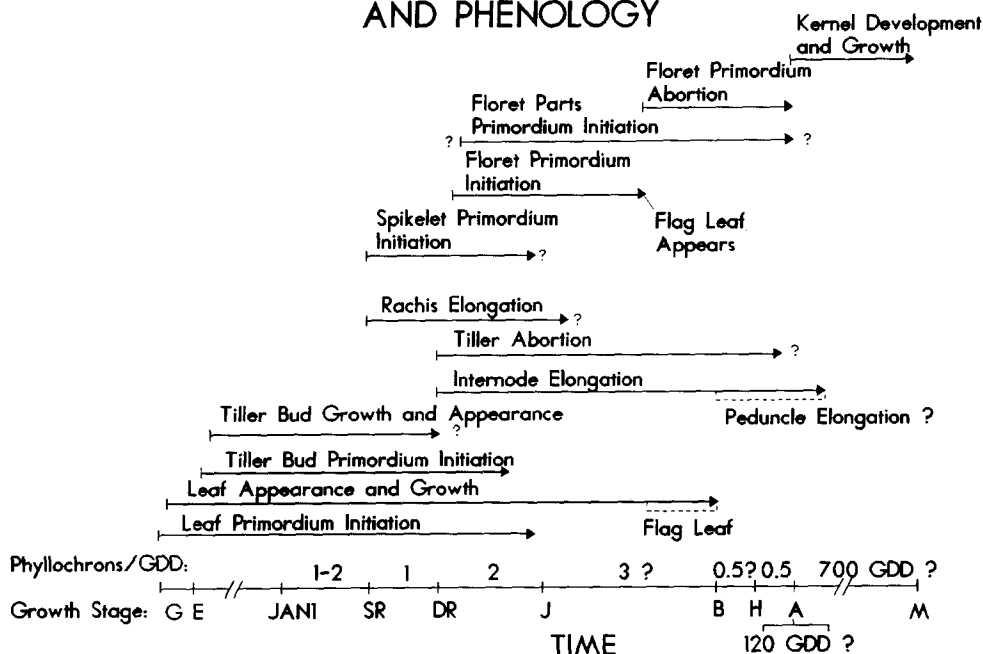 AND PHENOLOGY
Kernel Development
and Growth
Floret Primordium
Abortion
Floret Parts
Primordium Initiation
? ?
Floret Primordium
Initiation
Flag Leaf
Appears
Spikelet Primordium
Initiation
?
Rachis Elongation
?
Tiller Abortion
?
Internode Elongation
Peduncle Elongation ?
Tiller Bud Growth and Appearance
?
Tiller Bud Primordium Initiation
Leaf Appearance and Growth
Flag Leaf
Leaf Primordium Initiation
Phyllochrons/GDD: 1-2 1 2 3 ? 0.5? 0.5 700 GDD ?
Growth Stage: G E JAN1 SR DR J B H A M
TIME 120 GDD ?